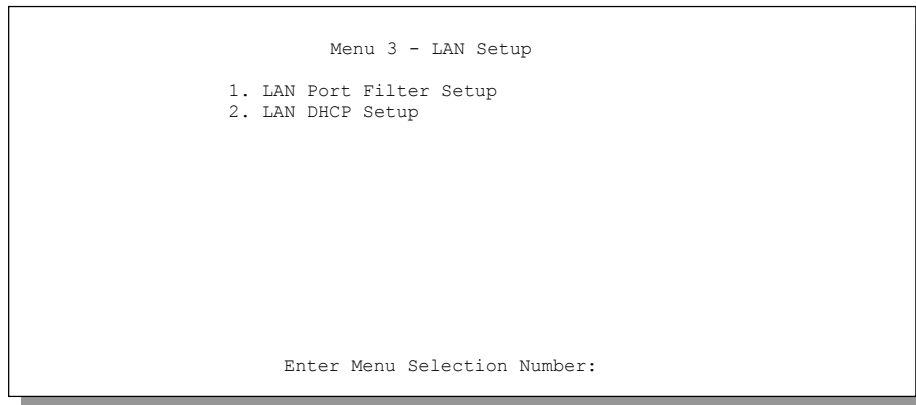 Menu 3 - LAN Setup
1. LAN Port Filter Setup
2. LAN DHCP Setup
Enter Menu Selection Number: